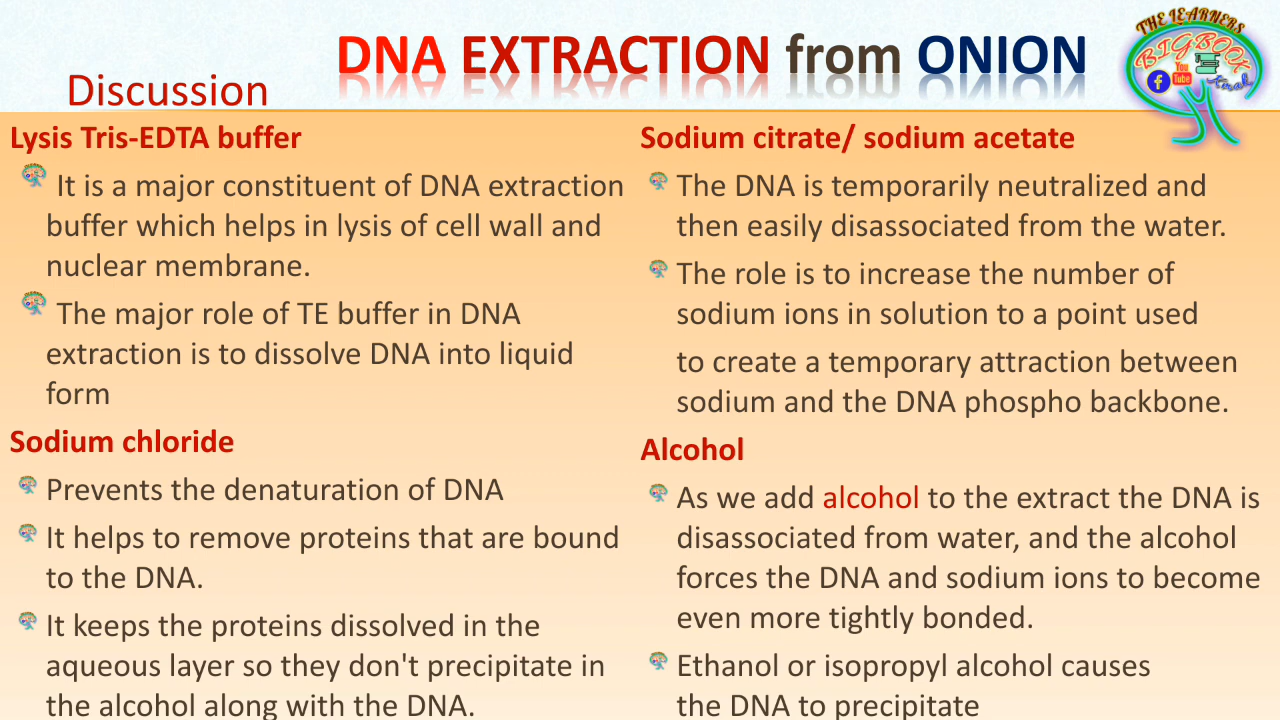 DNA EXTRACTION from ONION
Discussion
THE LEARNERS
BIGBOOK
You
Tube
f
Lysis Tris-EDTA buffer
It is a major constituent of DNA extraction
buffer which helps in lysis of cell wall and
nuclear membrane.
The major role of TE buffer in DNA
extraction is to dissolve DNA into liquid
form
Sodium chloride
Prevents the denaturation of DNA
It helps to remove proteins that are bound
to the DNA.
It keeps the proteins dissolved in the
aqueous layer so they don't precipitate in
the alcohol along with the DNA.
Sodium citrate/ sodium acetate
The DNA is temporarily neutralized and
then easily disassociated from the water.
The role is to increase the number of
sodium ions in solution to a point used
to create a temporary attraction between
sodium and the DNA phospho backbone.
Alcohol
As we add alcohol to the extract the DNA is
disassociated from water, and the alcohol
forces the DNA and sodium ions to become
even more tightly bonded.
Ethanol or isopropyl alcohol causes
the DNA to precipitate